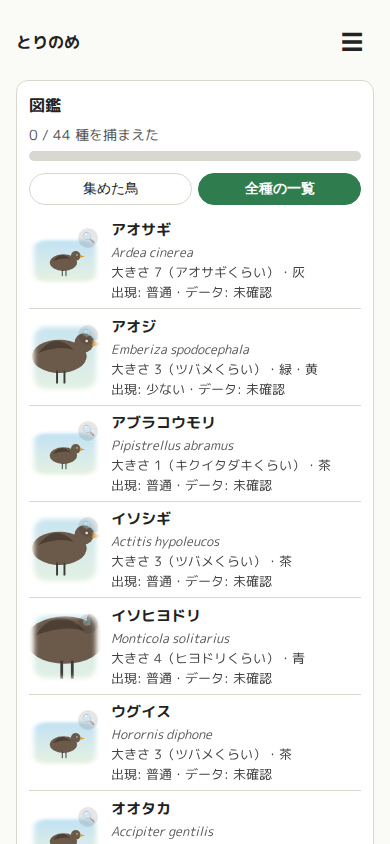 とりのめ
図鑑
0 / 44 種を捕まえた
集めた鳥
全種の一覧
アオサギ
Ardea cinerea
大きさ 7（アオサギくらい）・灰
出現: 普通・データ: 未確認
アオジ
Emberiza spodocephala
大きさ 3（ツバメくらい）・緑・黄
出現: 少ない・データ: 未確認
アブラコウモリ
Pipistrellus abramus
大きさ 1（キクイタダキくらい）・茶
出現: 普通・データ: 未確認
イソシギ
Actitis hypoleucos
大きさ 3（ツバメくらい）・茶
出現: 普通・データ: 未確認
イソヒヨドリ
Monticola solitarius
大きさ 4（ヒヨドリくらい）・青
出現: 普通・データ: 未確認
ウグイス
Horornis diphone
大きさ 3（ツバメくらい）・茶
出現: 普通・データ: 未確認
オオタカ
Accipiter gentilis